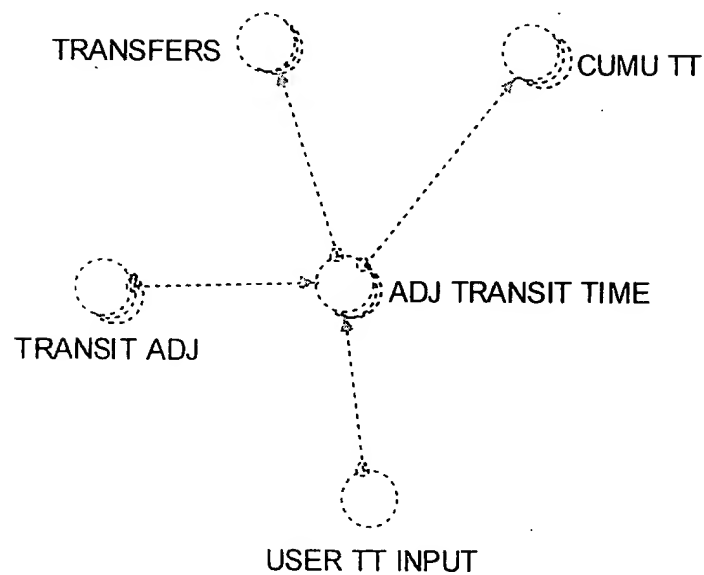 TRANSFERS
CUMU TT
ADJ TRANSIT TIME
TRANSIT ADJ
USER TT INPUT